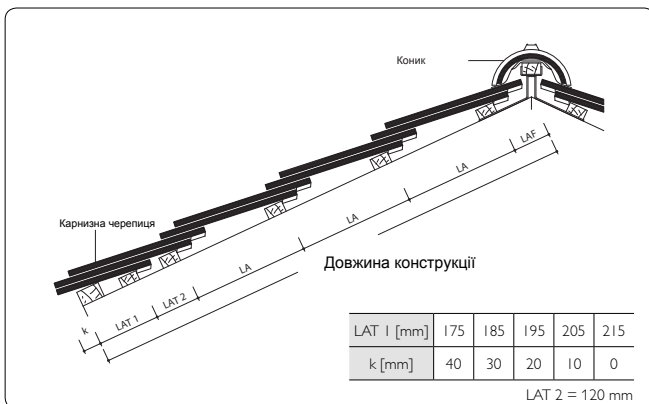 Коник
LAF
LA
LA
Карнизна черепиця
LA
Довжина конструкції
LAT 2
LAT 1
k
LAT 1 [mm] 175 185 195 205 215
k [mm] 40 30 20 10 0
LAT 2 = 120 mm